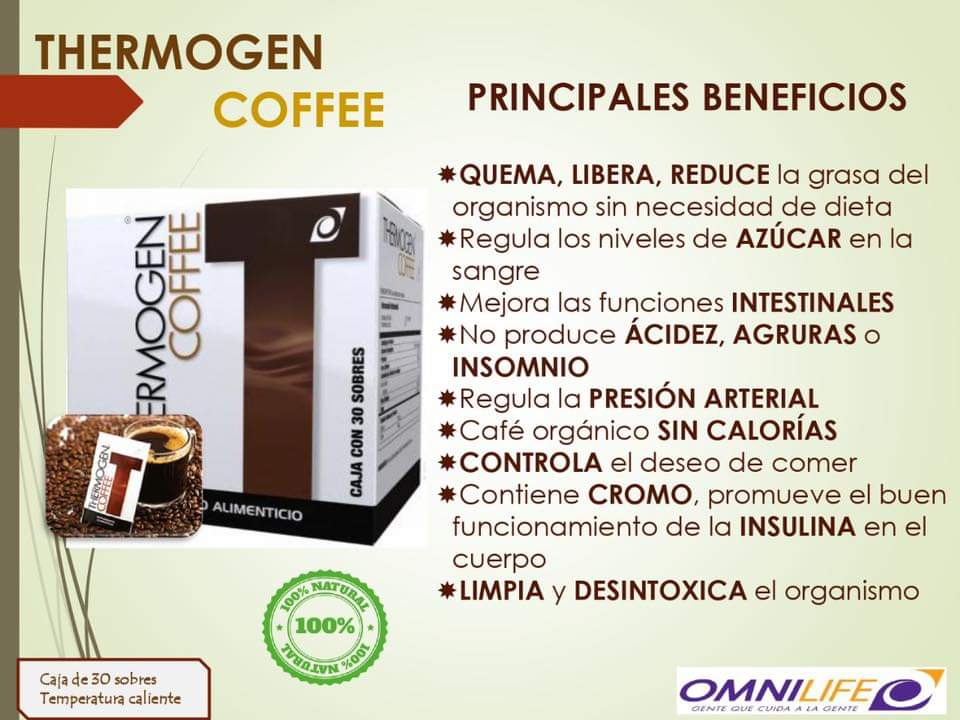 THERMOGEN
COFFEE
PRINCIPALES BENEFICIOS
QUEMA, LIBERA, REDUCE la grasa del
organismo sin necesidad de dieta
Regula los niveles de AZÚCAR en la
sangre
Mejora las funciones INTESTINALES
No produce ÁCIDEZ, AGRURAS o
INSOMNIO
Regula la PRESIÓN ARTERIAL
Café orgánico SIN CALORÍAS
CONTROLA el deseo de comer
Contiene CROMO, promueve el buen
funcionamiento de la INSULINA en el
cuerpo
LIMPIA y DESINTOXICA el organismo
THERMOGEN
COFFEE
T
THERMOGEN
COFFEE
CAJA CON 30 SOBRES
O ALIMENTICIO
THERMOGEN
COFFEE
T
100% NATURAL
100%
100% NATURAL
Caja de 30 sobres
Temperatura caliente
OMNILIFE
GENTE QUE CUIDA A LA GENTE